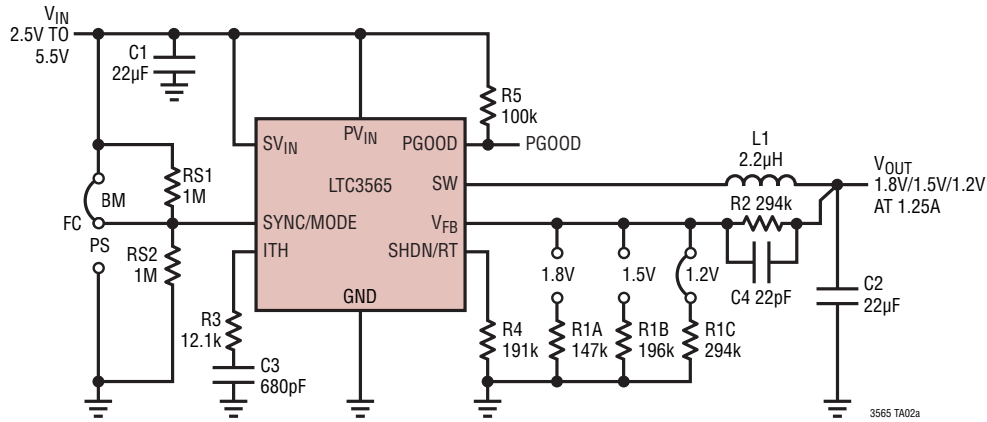 VIN
2.5V TO
5.5V
C1
22µF
R5
100k
SVIN
PVIN
PGOOD
PGOOD
LTC3565
SW
L1
2.2µH
VOUT
1.8V/1.5V/1.2V
AT 1.25A
RS1
1M
BM
FC
SYNC/MODE
VFB
R2 294k
PS
RS2
1M
ITH
SHDN/RT
1.8V
1.5V
1.2V
C4 22pF
C2
22µF
GND
R3
12.1k
C3
680pF
R4
191k
R1A
147k
R1B
196k
R1C
294k
3565 TA02a